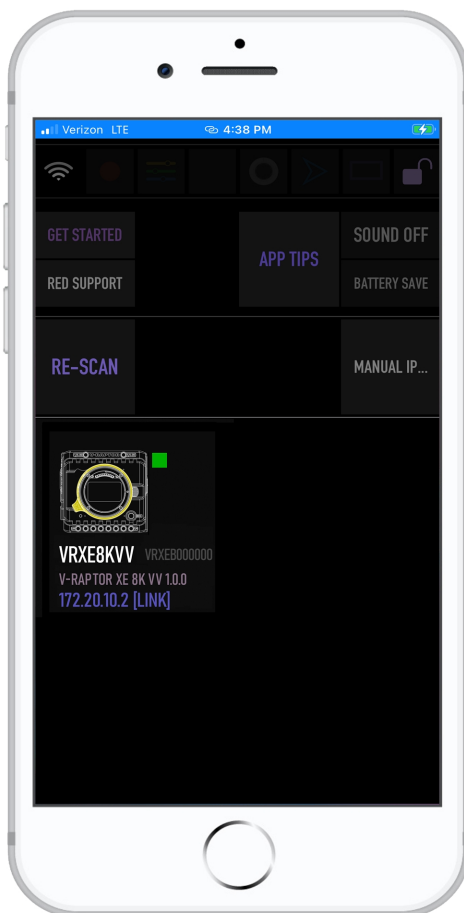 Verizon LTE 4:38 PM
GET STARTED
RED SUPPORT
APP TIPS
SOUND OFF
BATTERY SAVE
RE-SCAN
MANUAL IP...
VRXE8KVV VRXEB000000
V-RAPTOR XE 8K VV 1.0.0
172.20.10.2 [LINK]